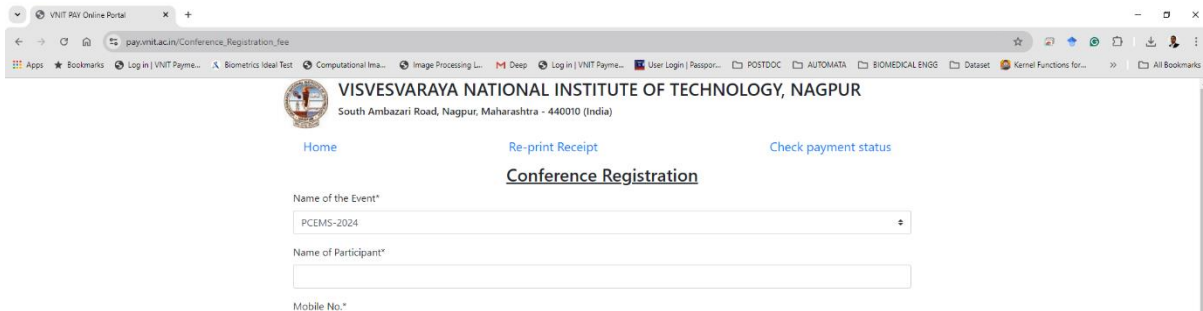 VNIT PAY Online Portal
pay.vnit.ac.in/Conference_Registration_fee
Apps Bookmarks Log in | VNIT Payme... Biometrics Ideal Test Computational Ima... Image Processing L... Deep Log in | VNIT Payme... User Login | Passpor... POSTDOC AUTOMATA BIOMEDICAL ENGG Dataset Kernel Functions for... » All Bookmarks
VISVESVARAYA NATIONAL INSTITUTE OF TECHNOLOGY, NAGPUR
South Ambazari Road, Nagpur, Maharashtra - 440010 (India)
Home Re-print Receipt Check payment status
Conference Registration
Name of the Event*
PCEMS-2024
Name of Participant*
Mobile No.*